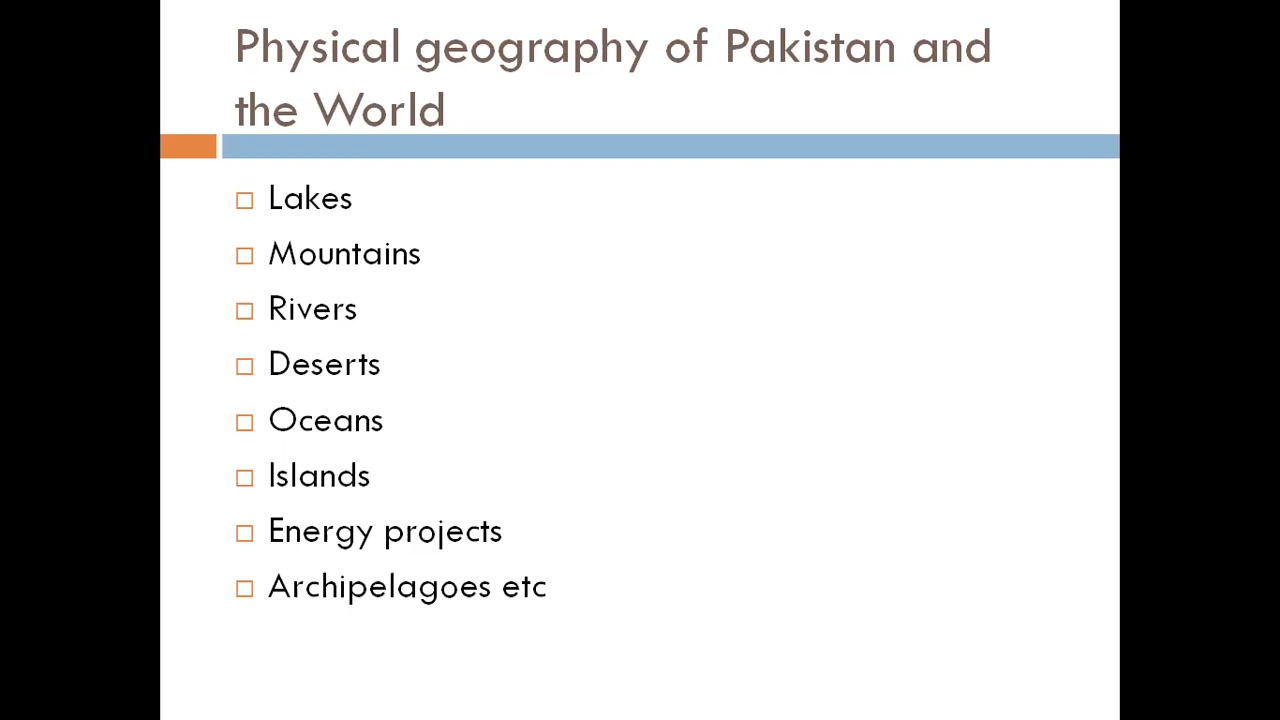 Physical geography of Pakistan and
the World
Lakes
Mountains
Rivers
Deserts
Oceans
Islands
Energy projects
Archipelagoes etc